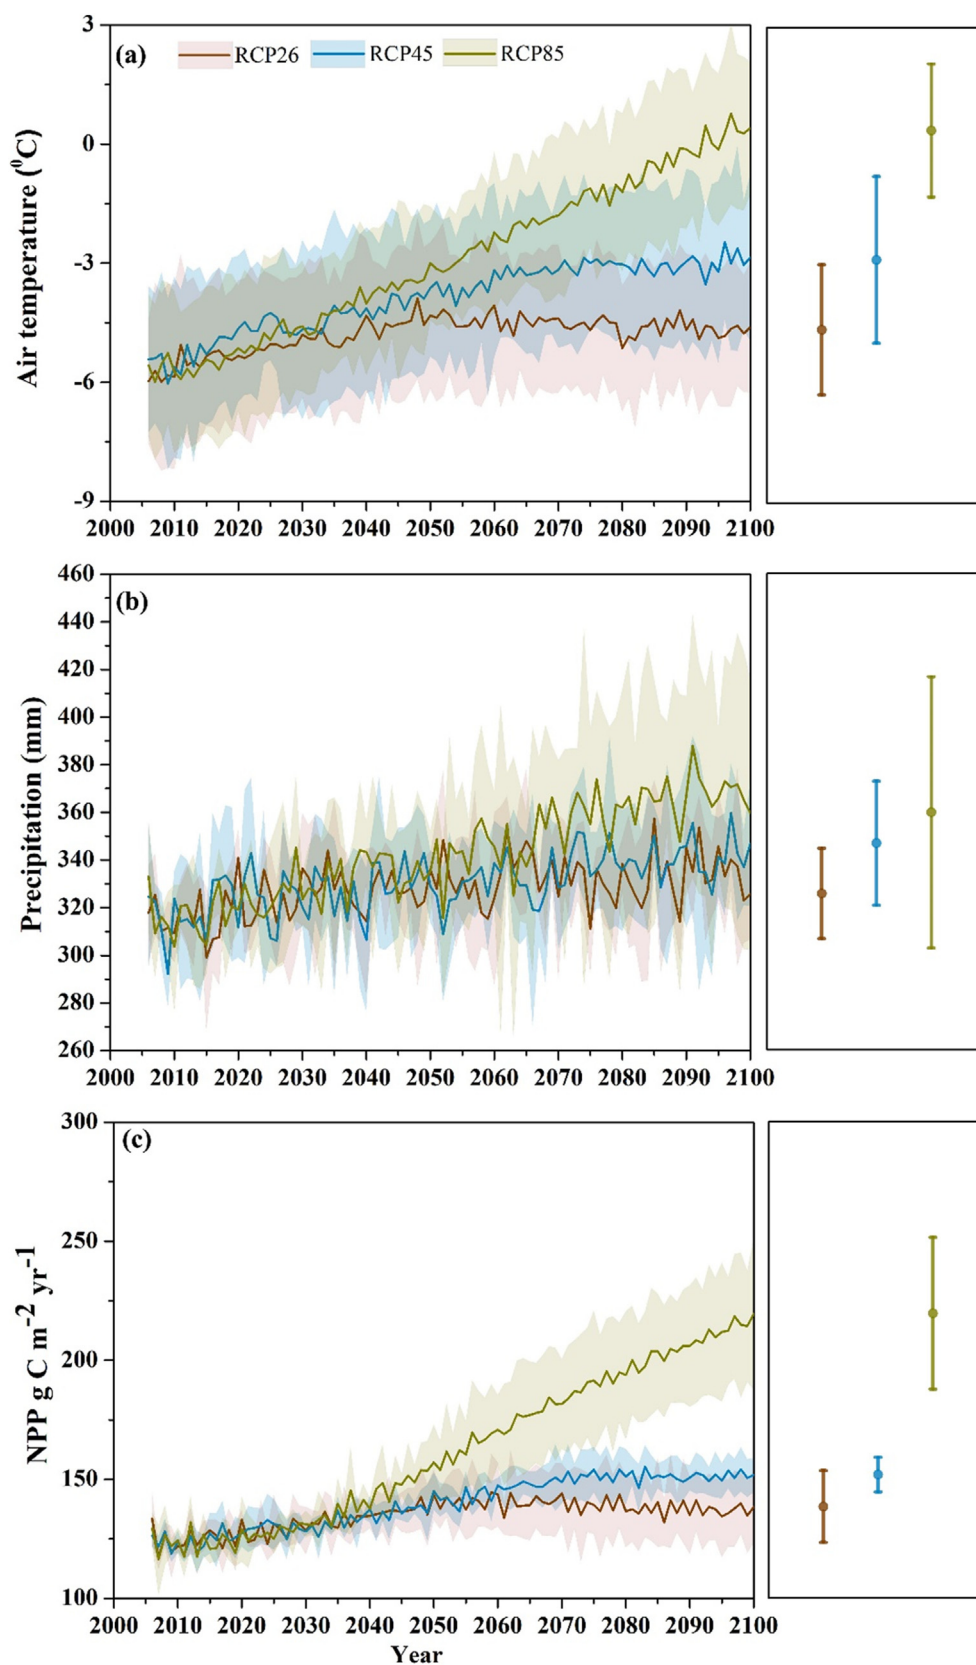 3
(a) RCP26 RCP45 RCP85
0
-3
-6
-9
Air temperature (⁰C)
2000 2010 2020 2030 2040 2050 2060 2070 2080 2090 2100
460
(b)
440
420
400
380
360
340
320
300
280
260
Precipitation (mm)
2000 2010 2020 2030 2040 2050 2060 2070 2080 2090 2100
300
(c)
250
200
150
100
NPP g C m⁻² yr⁻¹
2000 2010 2020 2030 2040 2050 2060 2070 2080 2090 2100
Year